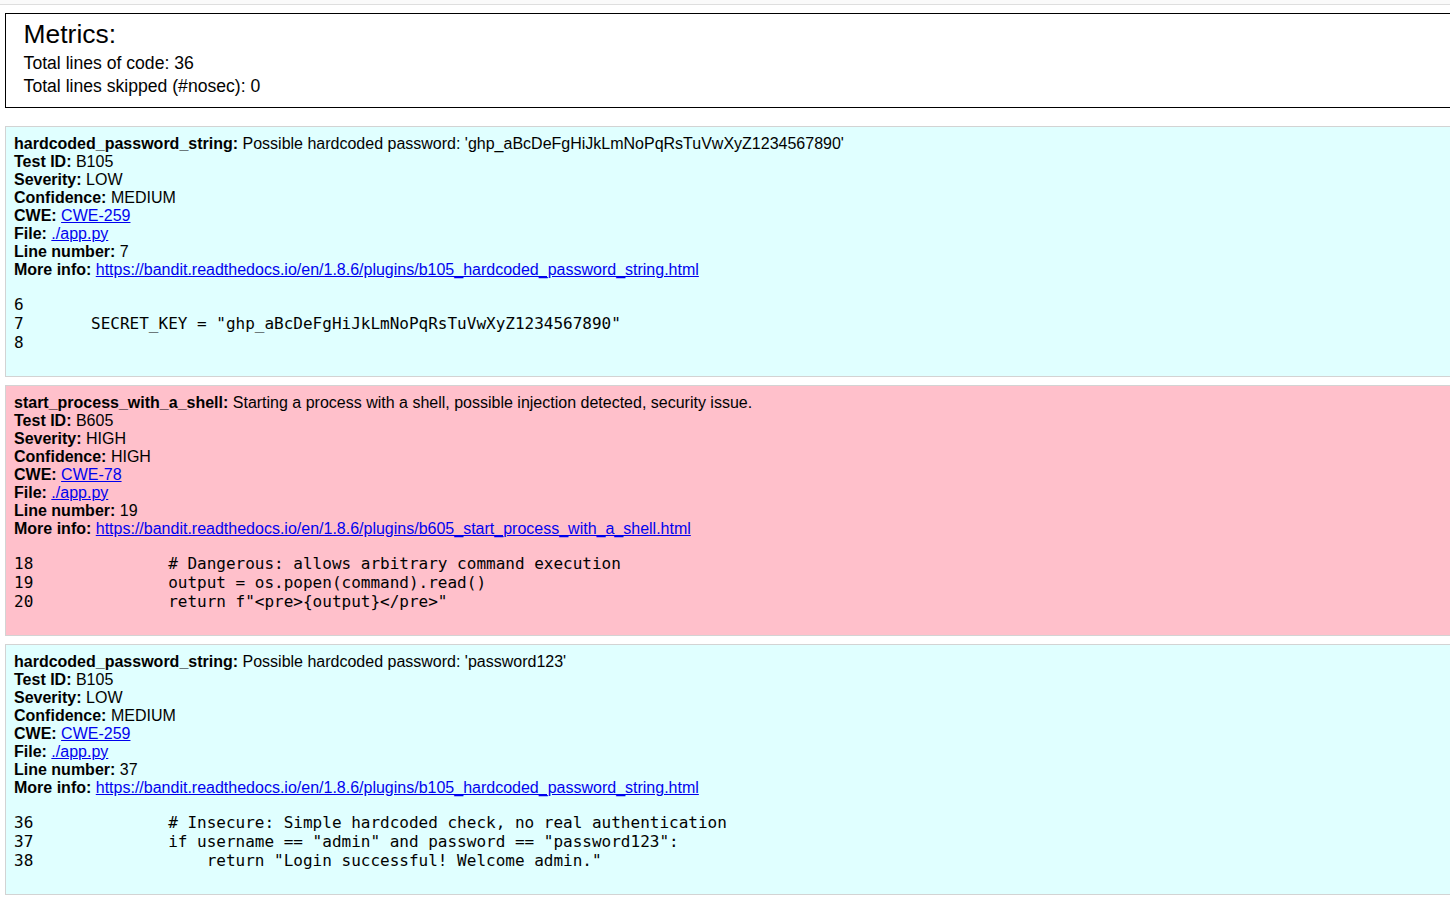 Metrics:
Total lines of code: 36
Total lines skipped (#nosec): 0
hardcoded_password_string: Possible hardcoded password: 'ghp_aBcDeFgHiJkLmNoPqRsTuVwXyZ1234567890'
Test ID: B105
Severity: LOW
Confidence: MEDIUM
CWE: CWE-259
File: ./app.py
Line number: 7
More info: https://bandit.readthedocs.io/en/1.8.6/plugins/b105_hardcoded_password_string.html
6
7       SECRET_KEY = "ghp_aBcDeFgHiJkLmNoPqRsTuVwXyZ1234567890"
8
start_process_with_a_shell: Starting a process with a shell, possible injection detected, security issue.
Test ID: B605
Severity: HIGH
Confidence: HIGH
CWE: CWE-78
File: ./app.py
Line number: 19
More info: https://bandit.readthedocs.io/en/1.8.6/plugins/b605_start_process_with_a_shell.html
18              # Dangerous: allows arbitrary command execution
19              output = os.popen(command).read()
20              return f"<pre>{output}</pre>"
hardcoded_password_string: Possible hardcoded password: 'password123'
Test ID: B105
Severity: LOW
Confidence: MEDIUM
CWE: CWE-259
File: ./app.py
Line number: 37
More info: https://bandit.readthedocs.io/en/1.8.6/plugins/b105_hardcoded_password_string.html
36              # Insecure: Simple hardcoded check, no real authentication
37              if username == "admin" and password == "password123":
38                  return "Login successful! Welcome admin."